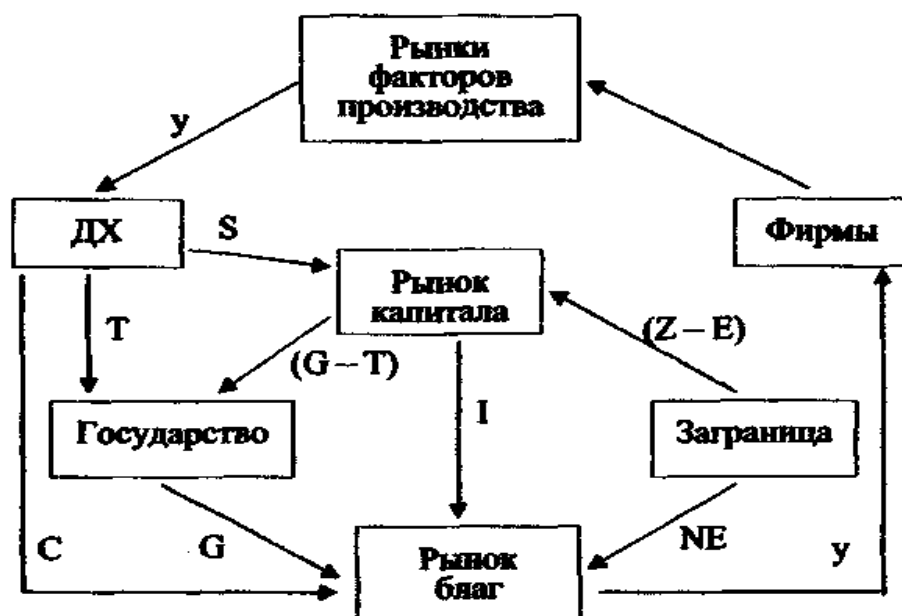 Рынки
факторов
производства
y
ДХ
S
Фирмы
Рынок
капитала
T
(G – T)
(Z – E)
I
Государство
Заграница
C
G
Рынок
благ
NE
y